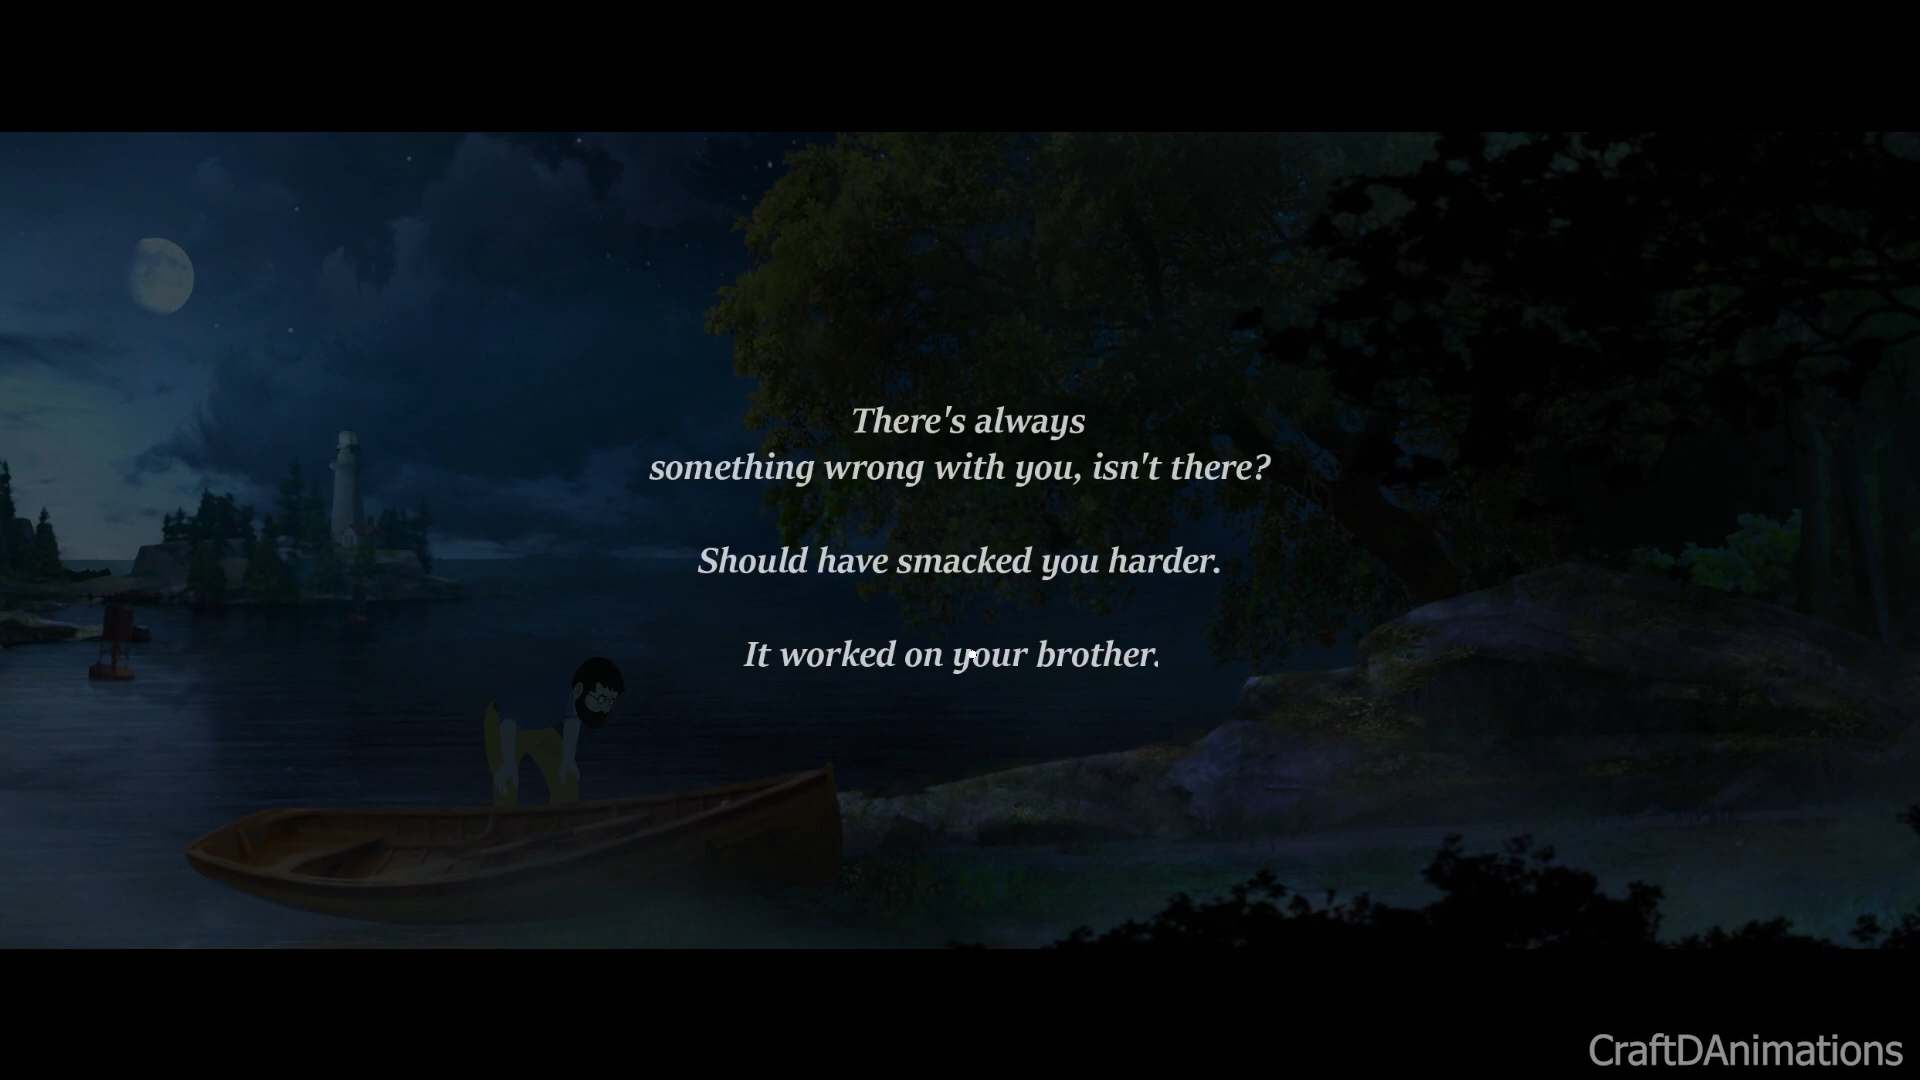 There's always
something wrong with you, isn't there?
Should have smacked you harder.
It worked on your brother.
CraftDAnimations